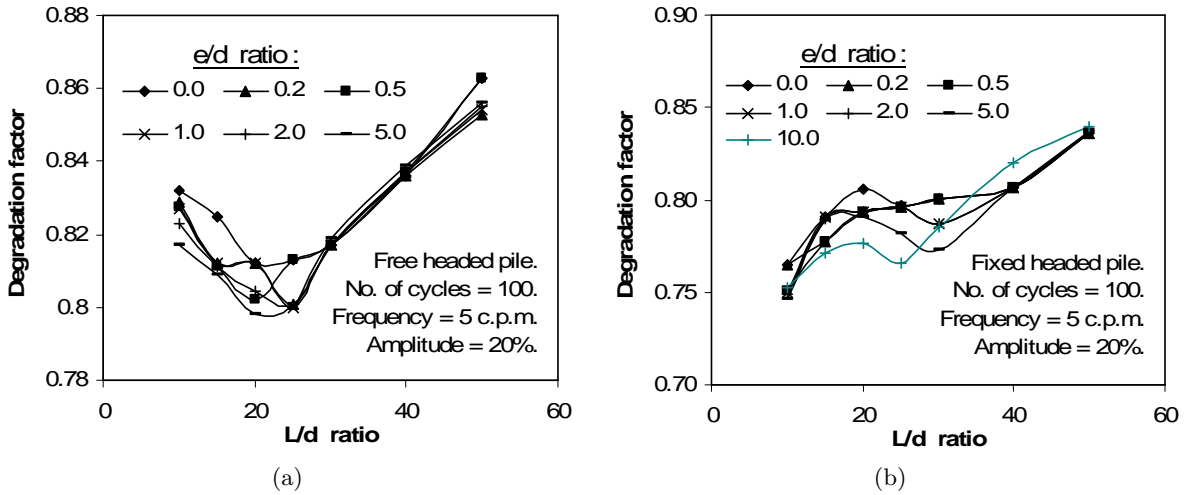 0.88
0.86
0.84
0.82
0.8
0.78
0
20
40
60
Degradation factor
L/d ratio
e/d ratio :
0.0
0.2
0.5
1.0
2.0
5.0
Free headed pile.
No. of cycles = 100.
Frequency = 5 c.p.m.
Amplitude = 20%.
(a)
0.90
0.85
0.80
0.75
0.70
0
20
40
60
Degradation factor
L/d ratio
e/d ratio :
0.0
0.2
0.5
1.0
2.0
5.0
10.0
Fixed headed pile.
No. of cycles = 100.
Frequency = 5 c.p.m.
Amplitude = 20%.
(b)